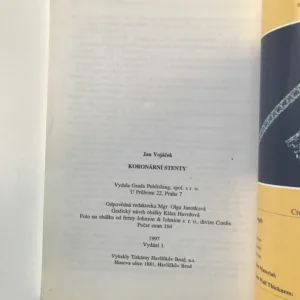 Jan Vojáček
KORONÁRNÍ STENTY
Vydala Grada Publishing, spol. s r. o.
U Průhonu 22, Praha 7
Odpovědná redaktorka Mgr. Olga Janotková
Grafický návrh obálky Klára Havrdová
Foto na obálku od firmy Johnson & Johnson s. r. o., divize Cordis
Počet stran 164
1997
Vydání 1.
Vytiskly Tiskárny Havlíčkův Brod, a.s.
Husova ulice 1881, Havlíčkův Brod